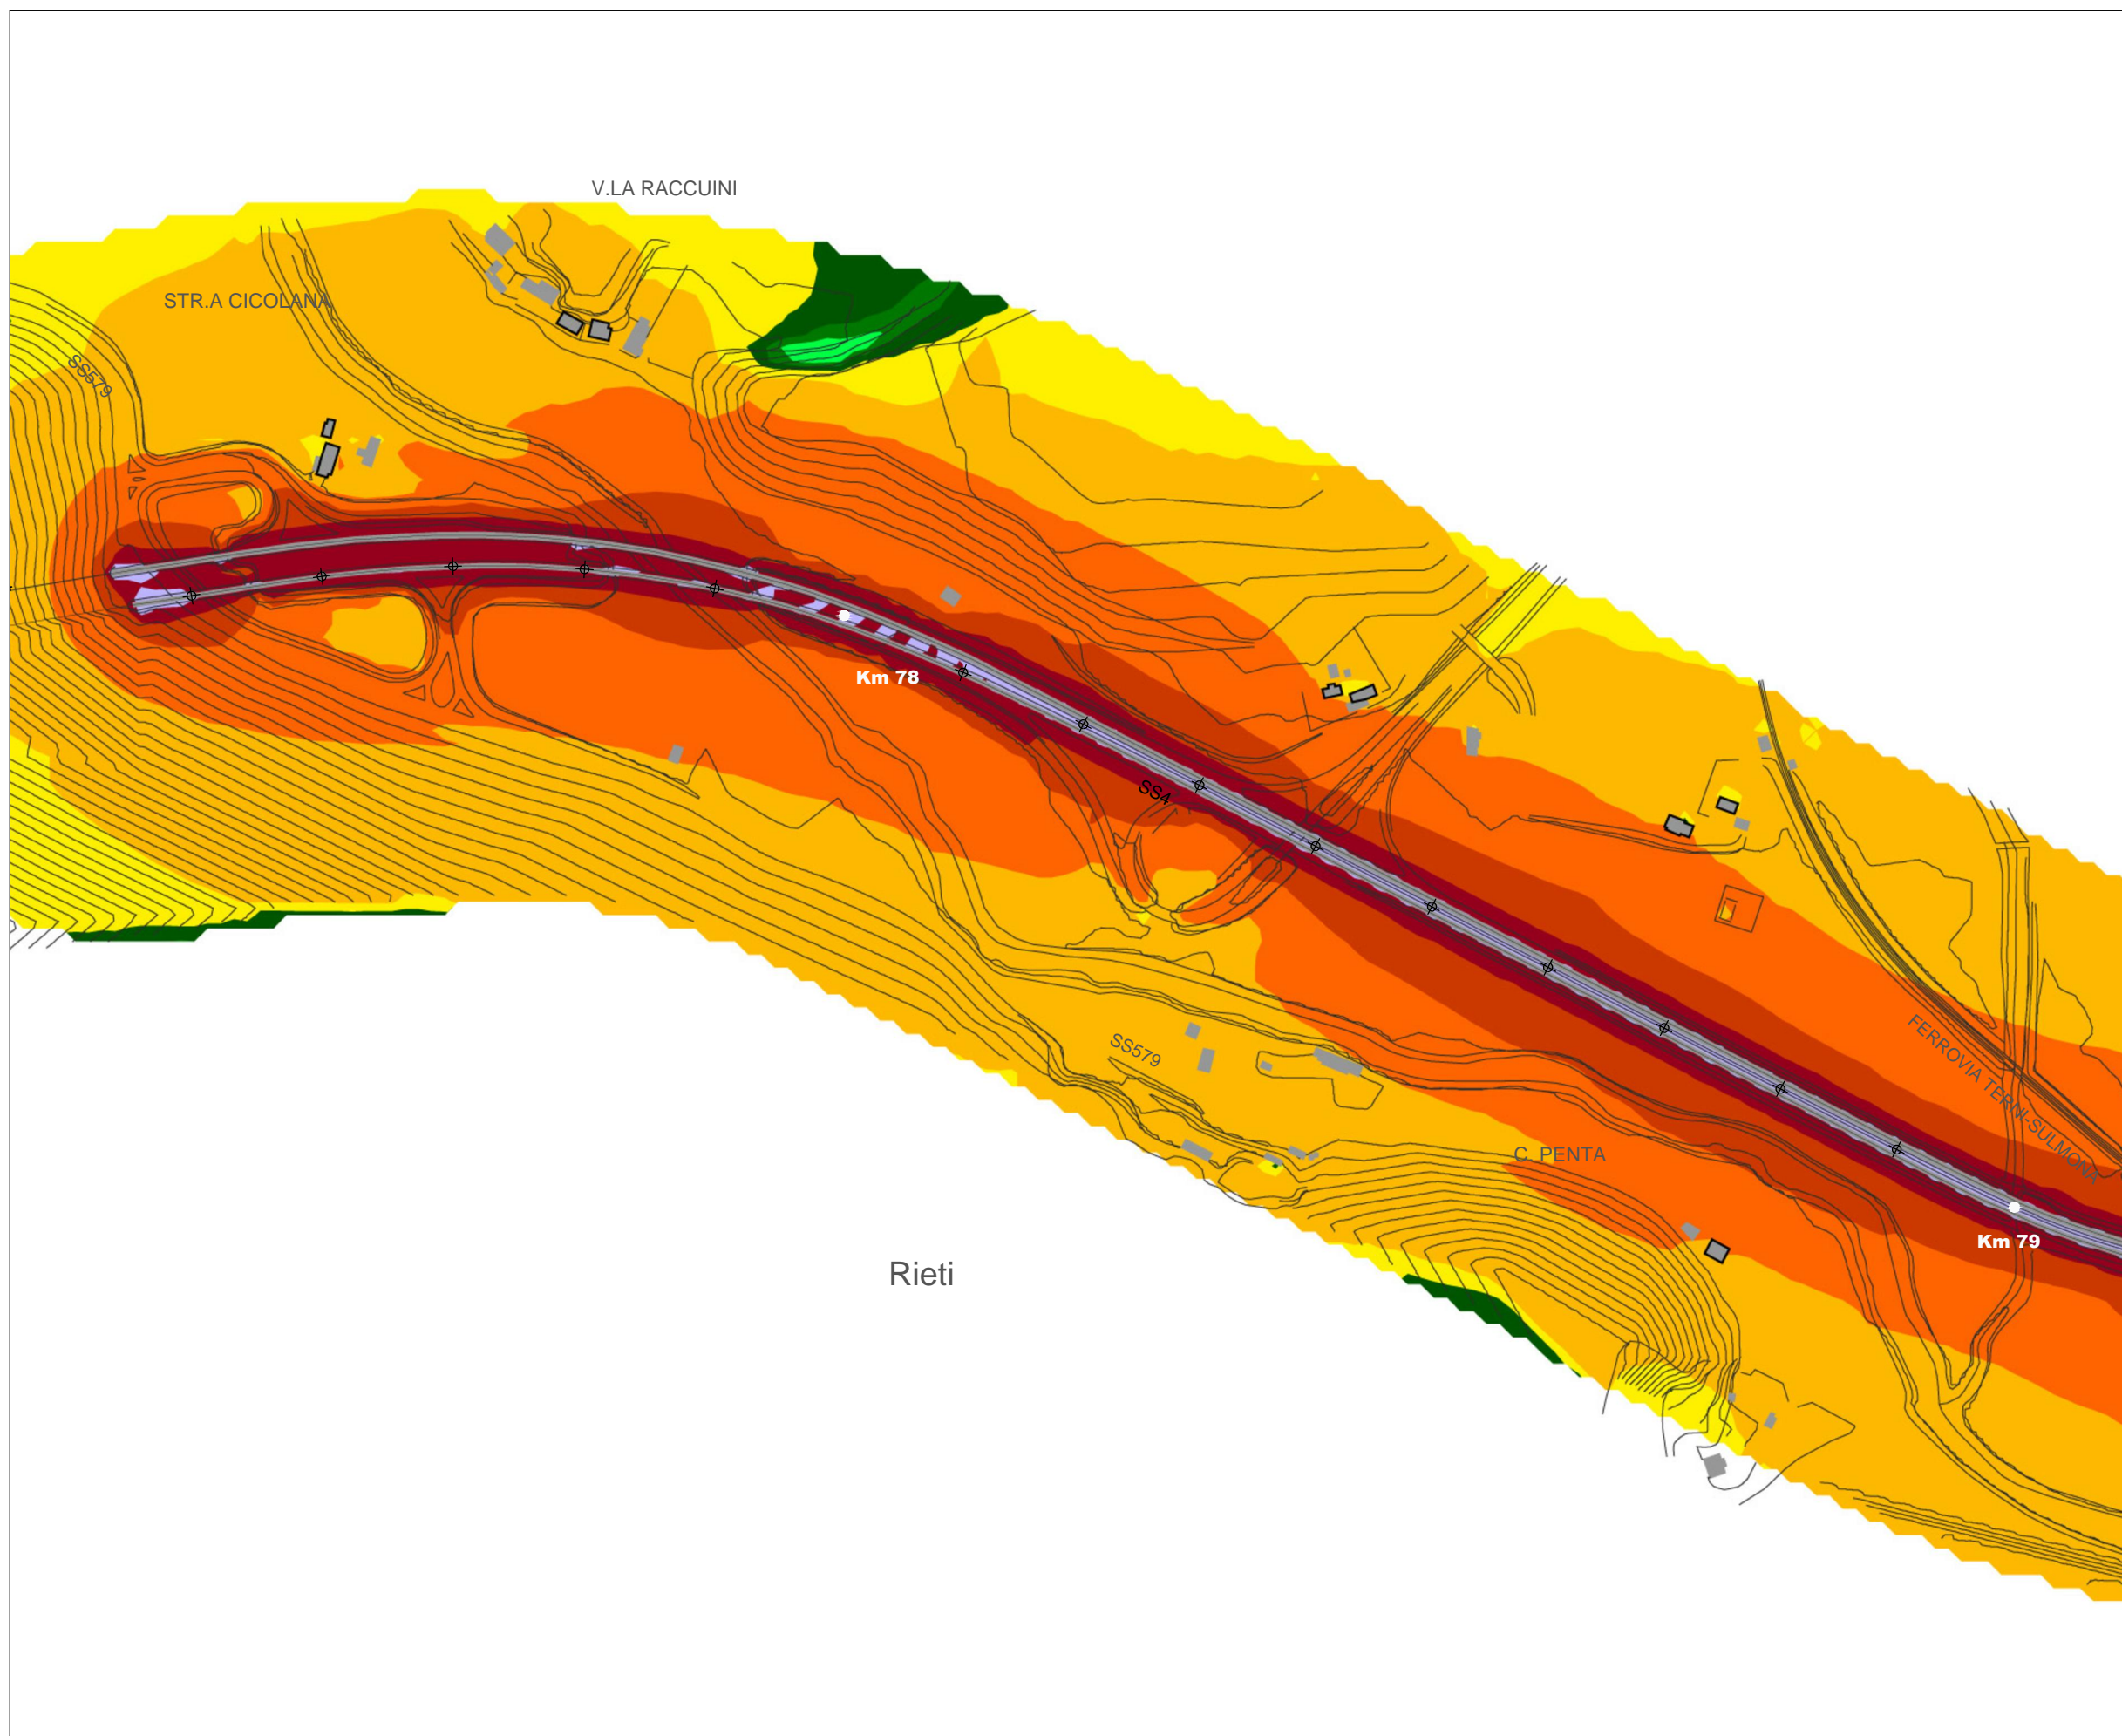 V.LA RACCUINI
STR.A CICOLANA
SS579
Km 78
SS4
FERROVIA TERNI-SULMONA
SS579
C. PENTA
Km 79
Rieti